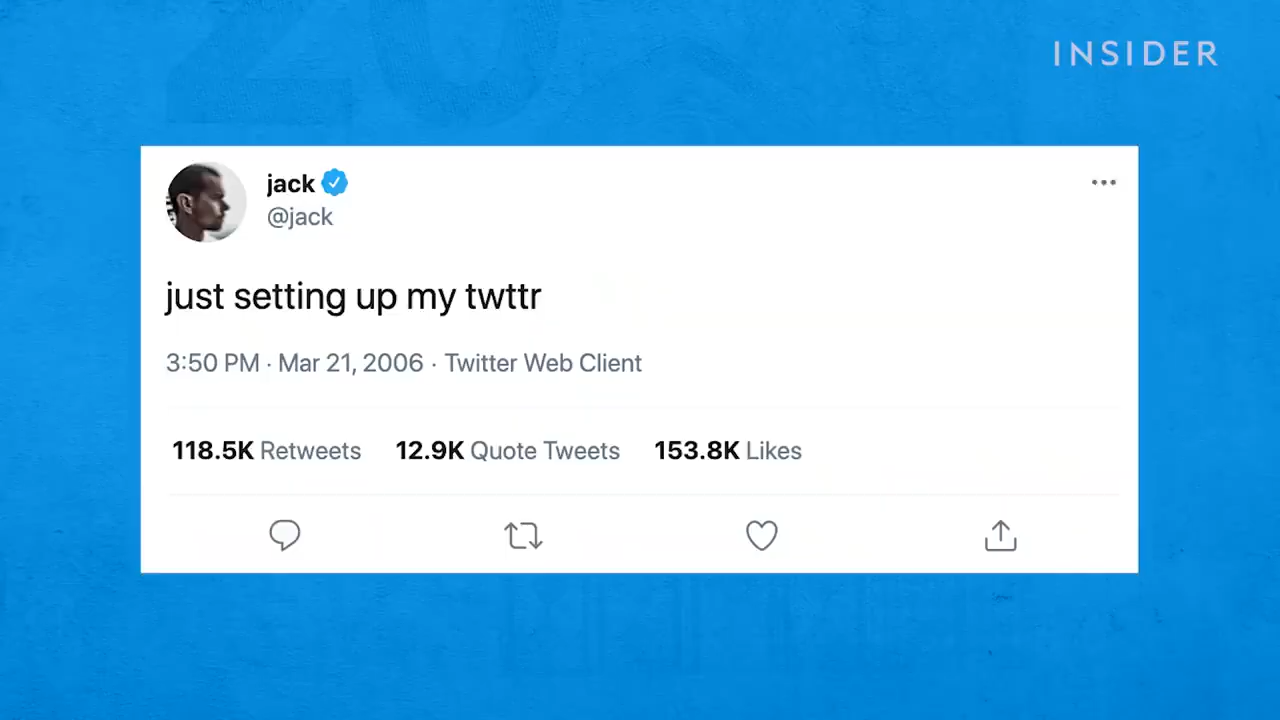 INSIDER
jack
@jack
just setting up my twttr
3:50 PM · Mar 21, 2006 · Twitter Web Client
118.5K Retweets 12.9K Quote Tweets 153.8K Likes